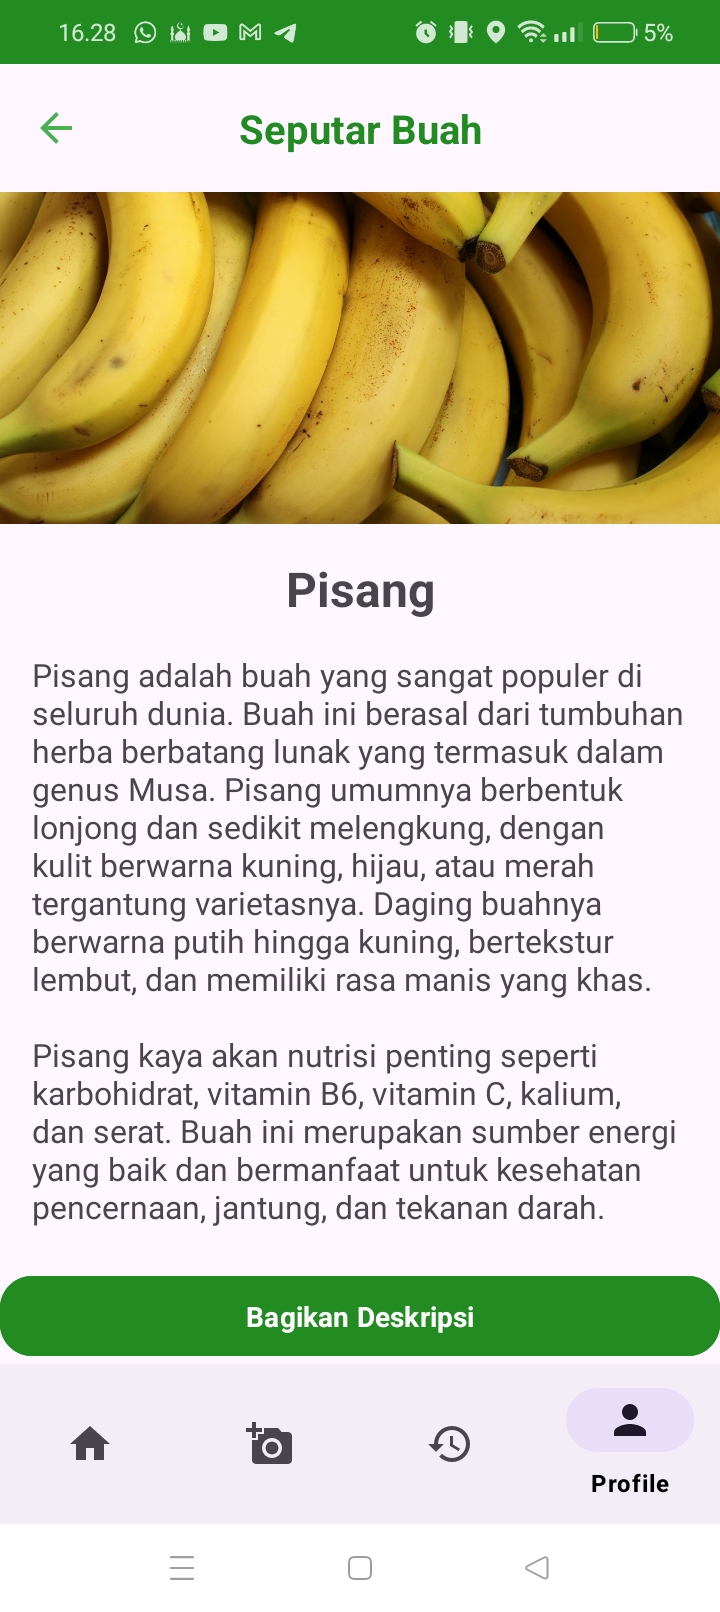 16.28
5%
Seputar Buah
Pisang
Pisang adalah buah yang sangat populer di
seluruh dunia. Buah ini berasal dari tumbuhan
herba berbatang lunak yang termasuk dalam
genus Musa. Pisang umumnya berbentuk
lonjong dan sedikit melengkung, dengan
kulit berwarna kuning, hijau, atau merah
tergantung varietasnya. Daging buahnya
berwarna putih hingga kuning, bertekstur
lembut, dan memiliki rasa manis yang khas.
Pisang kaya akan nutrisi penting seperti
karbohidrat, vitamin B6, vitamin C, kalium,
dan serat. Buah ini merupakan sumber energi
yang baik dan bermanfaat untuk kesehatan
pencernaan, jantung, dan tekanan darah.
Bagikan Deskripsi
Profile